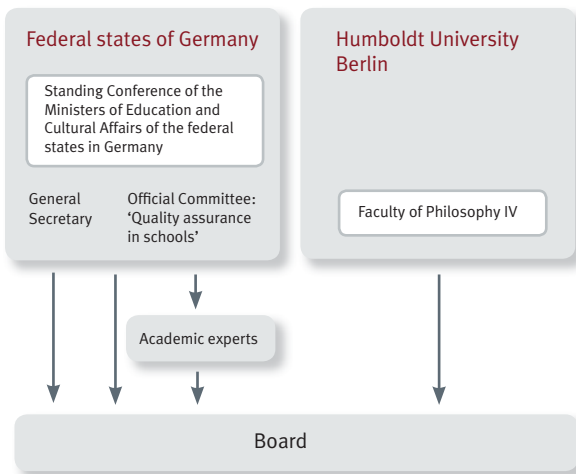 Federal states of Germany
Standing Conference of the
Ministers of Education and
Cultural Affairs of the federal
states in Germany
General
Secretary
Official Committee:
‘Quality assurance
in schools’
Humboldt University
Berlin
Faculty of Philosophy IV
Academic experts
Board